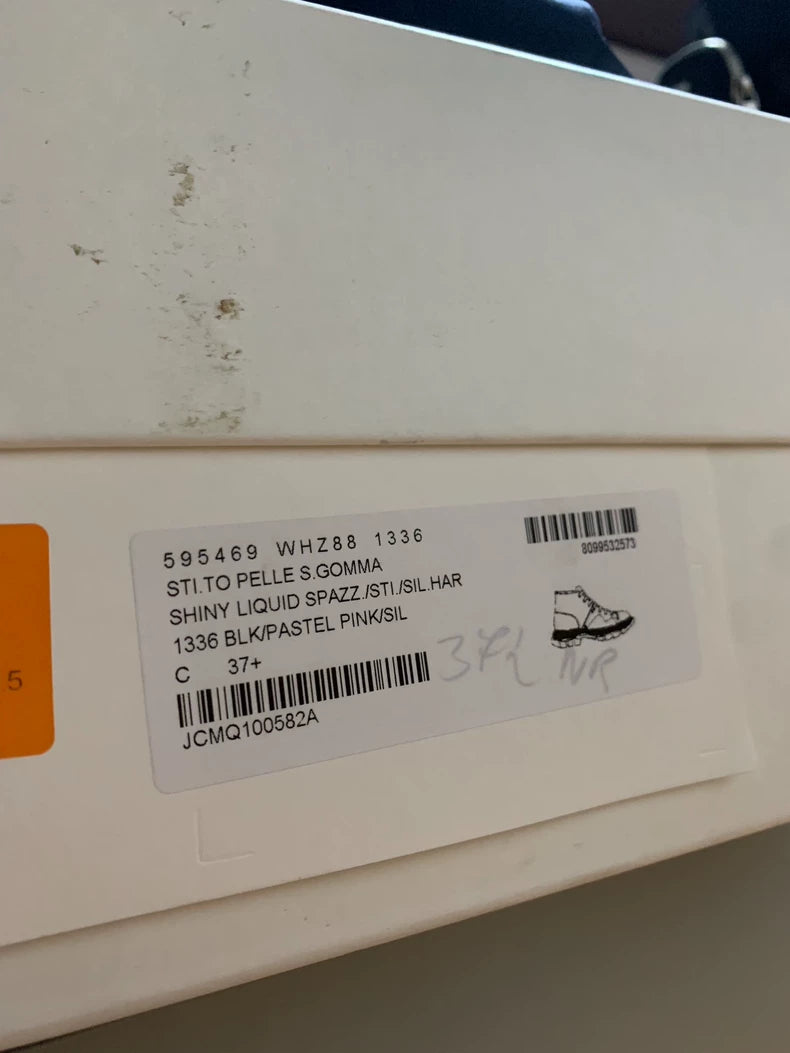 595469 WHZ88 1336
8099532573
STI.TO PELLE S.GOMMA
SHINY LIQUID SPAZZ./STI./SIL.HAR
1336 BLK/PASTEL PINK/SIL
C 37+
JCMQ100582A
NR
.5